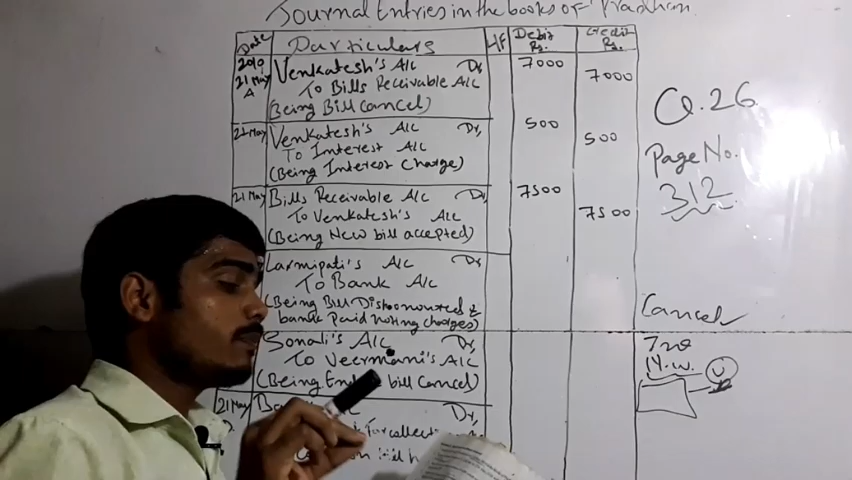 Journal Entries in the books of Pradhan
Date Particulars L/F Debit Rs. Credit Rs.
2010
21 May Venkatesh's A/c Dr, 7000
A To Bills Receivable A/c 7000
(Being Bill cancel)
21 May Venkatesh's A/c Dr, 500
To Interest A/c 500
(Being Interest charge)
21 May Bills Receivable A/c Dr, 7500
To Venkatesh's A/c 7500
(Being New bill accepted)
Laxmipati's A/c Dr
To Bank A/c
(Being Bill Dishonoured &
bank Paid noting charges)
Sonali's A/c Dr,
To Veermani's A/c
(Being bill cancel)
21 May Dr,
For collec
Q. 26
Page No.
312
Cancel
N.W.